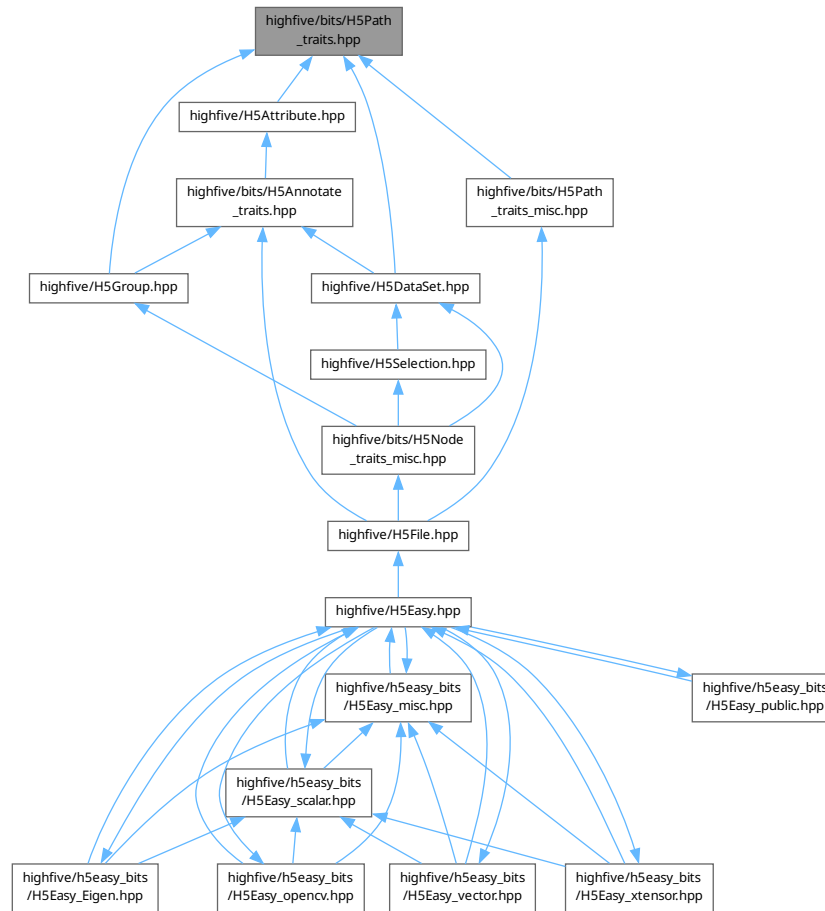 highfive/bits/H5Path
_traits.hpp
highfive/H5Attribute.hpp
highfive/bits/H5Annotate
_traits.hpp
highfive/bits/H5Path
_traits_misc.hpp
highfive/H5Group.hpp
highfive/H5DataSet.hpp
highfive/H5Selection.hpp
highfive/bits/H5Node
_traits_misc.hpp
highfive/H5File.hpp
highfive/H5Easy.hpp
highfive/h5easy_bits
/H5Easy_misc.hpp
highfive/h5easy_bits
/H5Easy_public.hpp
highfive/h5easy_bits
/H5Easy_scalar.hpp
highfive/h5easy_bits
/H5Easy_Eigen.hpp
highfive/h5easy_bits
/H5Easy_opencv.hpp
highfive/h5easy_bits
/H5Easy_vector.hpp
highfive/h5easy_bits
/H5Easy_xtensor.hpp